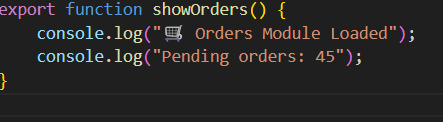 export function showOrders() {
    console.log("🛒 Orders Module Loaded");
    console.log("Pending orders: 45");
}